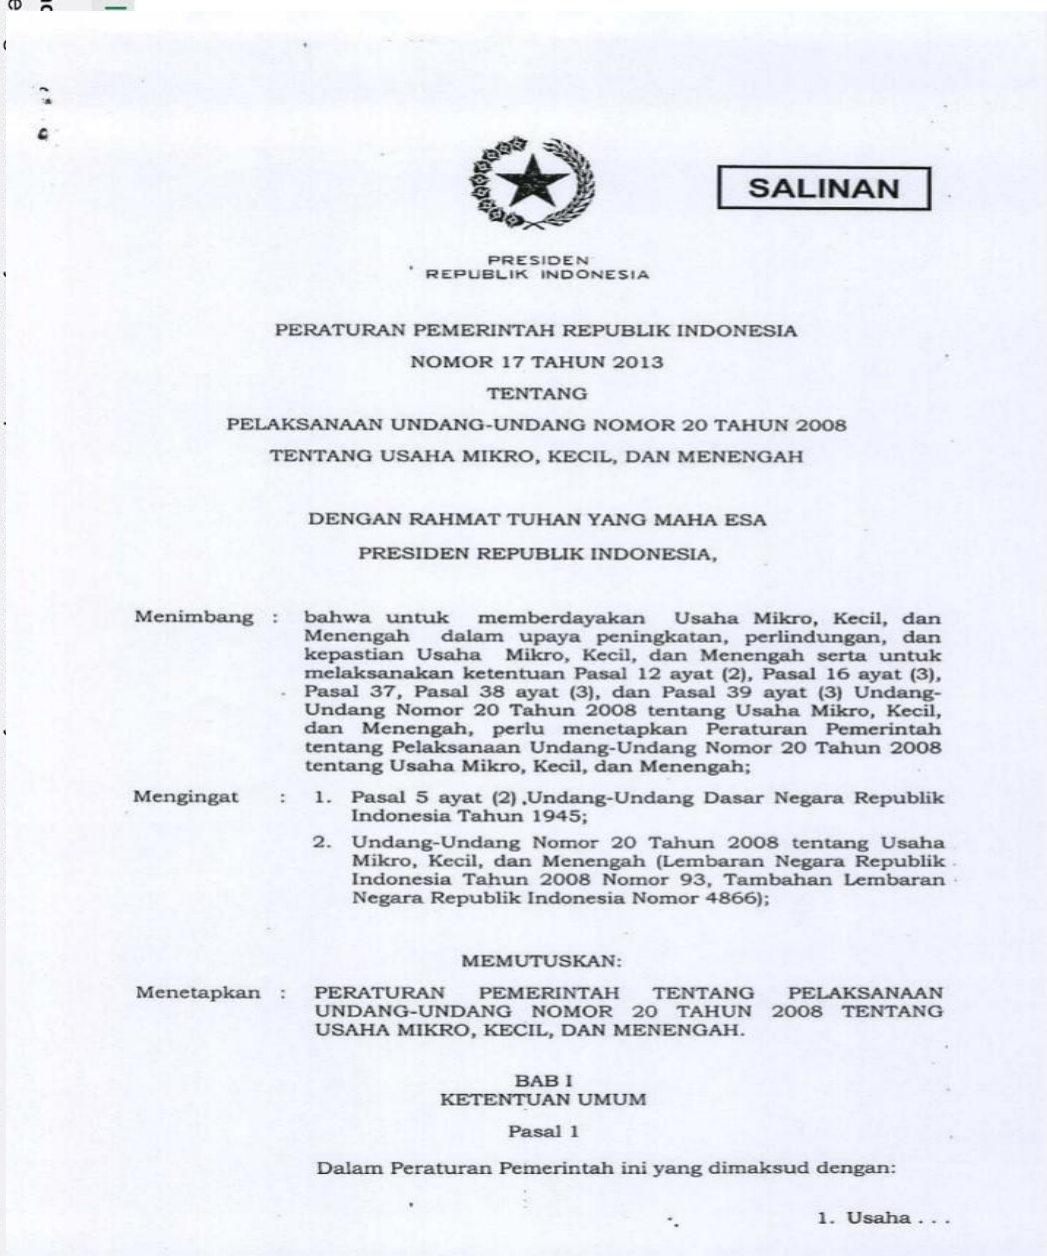 SALINAN
PRESIDEN
REPUBLIK INDONESIA
PERATURAN PEMERINTAH REPUBLIK INDONESIA
NOMOR 17 TAHUN 2013
TENTANG
PELAKSANAAN UNDANG-UNDANG NOMOR 20 TAHUN 2008
TENTANG USAHA MIKRO, KECIL, DAN MENENGAH
DENGAN RAHMAT TUHAN YANG MAHA ESA
PRESIDEN REPUBLIK INDONESIA,
Menimbang : bahwa untuk memberdayakan Usaha Mikro, Kecil, dan
Menengah dalam upaya peningkatan, perlindungan, dan
kepastian Usaha Mikro, Kecil, dan Menengah serta untuk
melaksanakan ketentuan Pasal 12 ayat (2), Pasal 16 ayat (3),
Pasal 37, Pasal 38 ayat (3), dan Pasal 39 ayat (3) Undang-
Undang Nomor 20 Tahun 2008 tentang Usaha Mikro, Kecil,
dan Menengah, perlu menetapkan Peraturan Pemerintah
tentang Pelaksanaan Undang-Undang Nomor 20 Tahun 2008
tentang Usaha Mikro, Kecil, dan Menengah;
Mengingat : 1. Pasal 5 ayat (2) Undang-Undang Dasar Negara Republik
Indonesia Tahun 1945;
2. Undang-Undang Nomor 20 Tahun 2008 tentang Usaha
Mikro, Kecil, dan Menengah (Lembaran Negara Republik
Indonesia Tahun 2008 Nomor 93, Tambahan Lembaran
Negara Republik Indonesia Nomor 4866);
MEMUTUSKAN:
Menetapkan : PERATURAN PEMERINTAH TENTANG PELAKSANAAN
UNDANG-UNDANG NOMOR 20 TAHUN 2008 TENTANG
USAHA MIKRO, KECIL, DAN MENENGAH.
BAB I
KETENTUAN UMUM
Pasal 1
Dalam Peraturan Pemerintah ini yang dimaksud dengan:
1. Usaha . . .